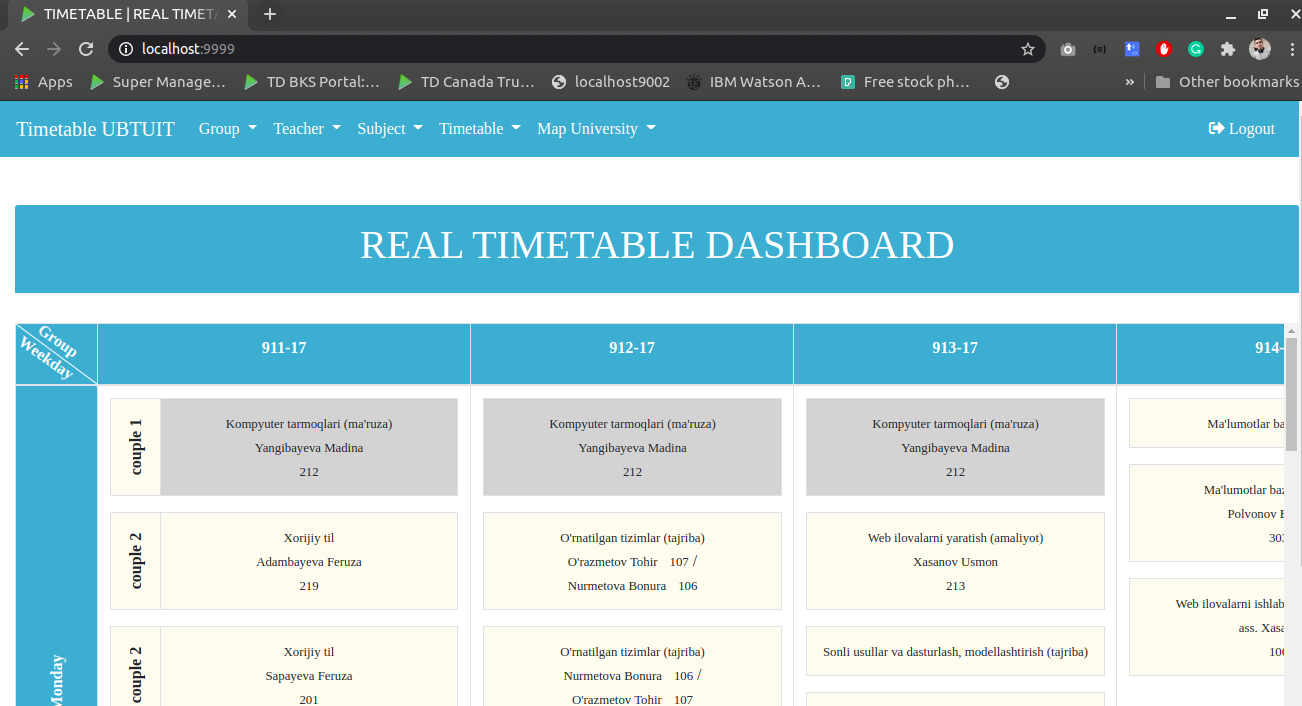 TIMETABLE | REAL TIMET
localhost:9999
Apps
Super Manage...
TD BKS Portal:...
TD Canada Tru...
localhost9002
IBM Watson A...
Free stock ph...
»
Other bookmarks
Timetable UBTUIT
Group
Teacher
Subject
Timetable
Map University
Logout
REAL TIMETABLE DASHBOARD
Group
Weekday
911-17
912-17
913-17
914-
Monday
couple 1
Kompyuter tarmoqlari (ma'ruza)
Yangibayeva Madina
212
Kompyuter tarmoqlari (ma'ruza)
Yangibayeva Madina
212
Kompyuter tarmoqlari (ma'ruza)
Yangibayeva Madina
212
Ma'lumotlar
couple 2
Xorijiy til
Adambayeva Feruza
219
O'rnatilgan tizimlar (tajriba)
O'razmetov Tohir 107 /
Nurmetova Bonura 106
Web ilovalarni yaratish (amaliyot)
Xasanov Usmon
213
Ma'lumotlar
Polvonov
couple 2
Xorijiy til
Sapayeva Feruza
201
O'rnatilgan tizimlar (tajriba)
Nurmetova Bonura 106 /
O'razmetov Tohir 107
Sonli usullar va dasturlash, modellashtirish (tajriba)
Web ilovalarni
ass.